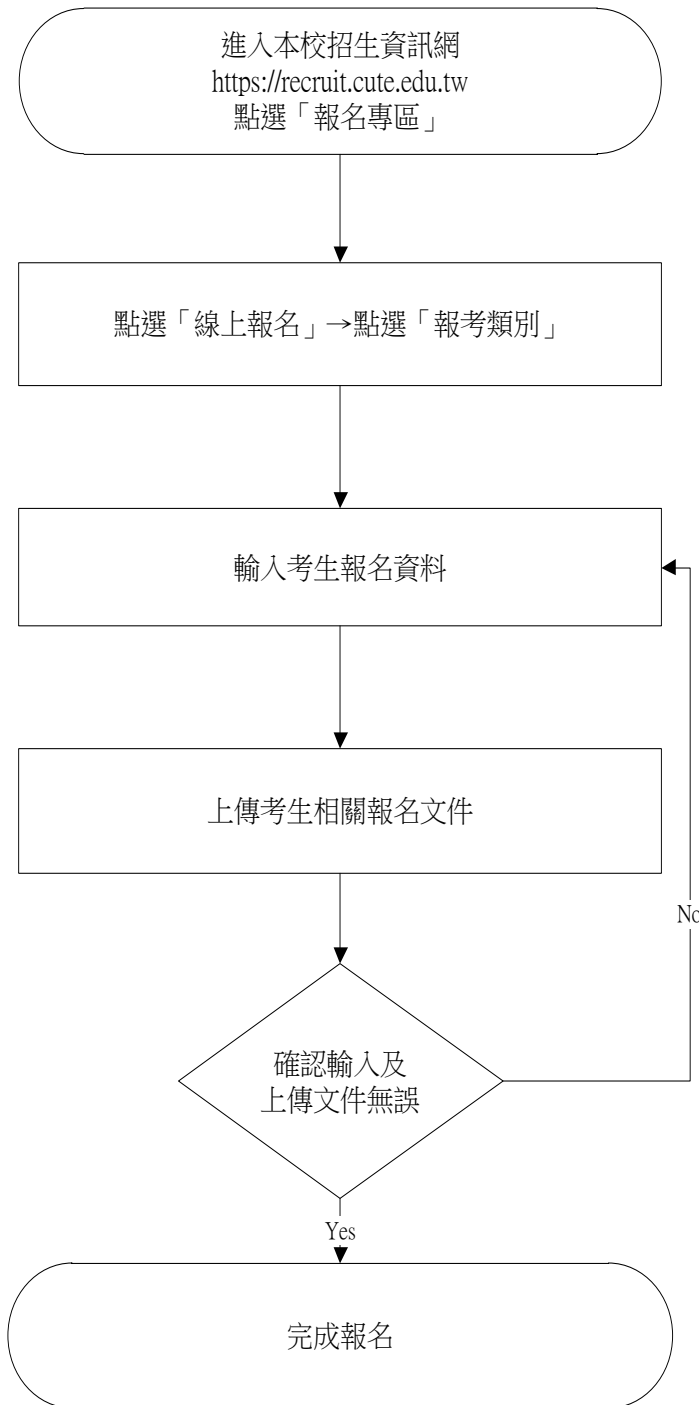 進入本校招生資訊網
https://recruit.cute.edu.tw
點選「報名專區」
點選「線上報名」→點選「報考類別」
輸入考生報名資料
上傳考生相關報名文件
No
確認輸入及
上傳文件無誤
Yes
完成報名